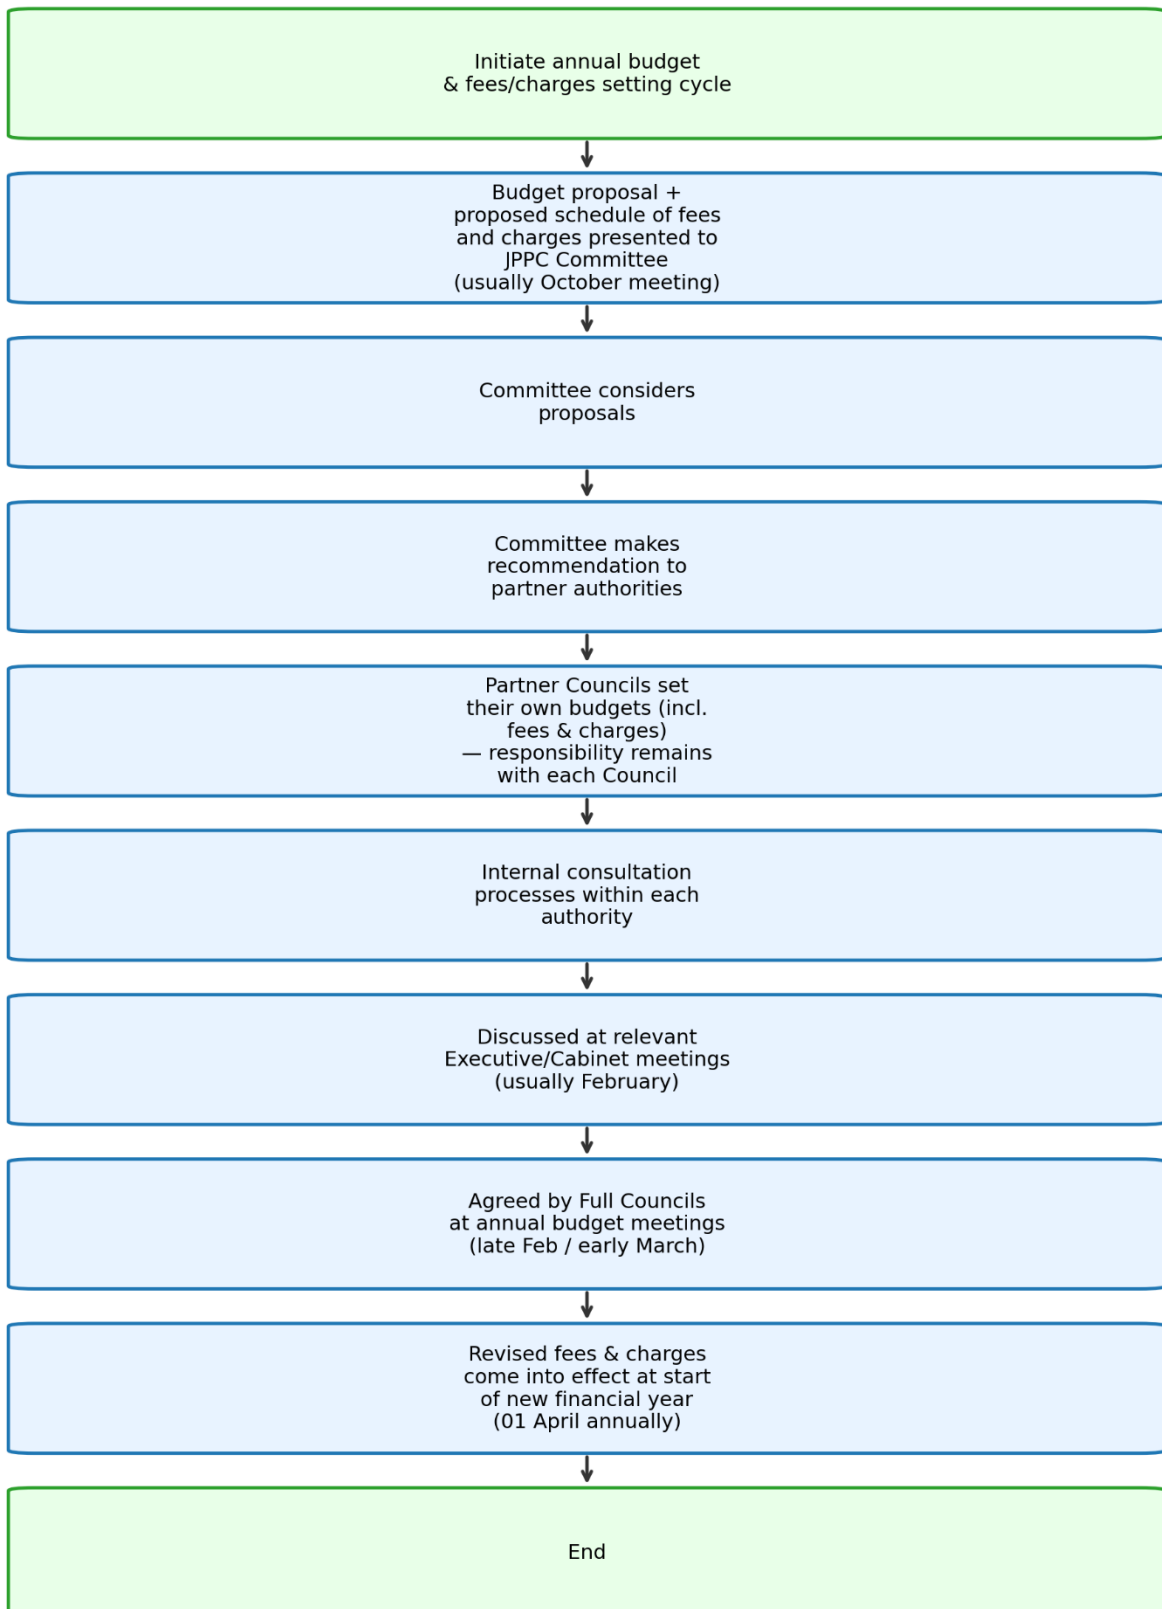 Initiate annual budget
& fees/charges setting cycle
Budget proposal +
proposed schedule of fees
and charges presented to
JPPC Committee
(usually October meeting)
Committee considers
proposals
Committee makes
recommendation to
partner authorities
Partner Councils set
their own budgets (incl.
fees & charges)
— responsibility remains
with each Council
Internal consultation
processes within each
authority
Discussed at relevant
Executive/Cabinet meetings
(usually February)
Agreed by Full Councils
at annual budget meetings
(late Feb / early March)
Revised fees & charges
come into effect at start
of new financial year
(01 April annually)
End